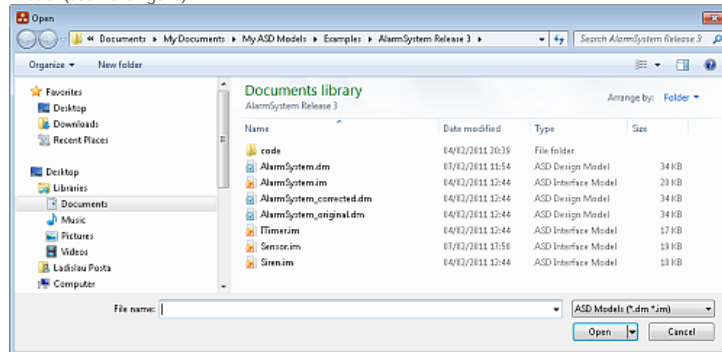 Open
« Documents ▸ My Documents ▸ My ASD Models ▸ Examples ▸ AlarmSystem Release 3 ▸ Search AlarmSystem Release 3
Organize New folder
Favorites
Desktop
Downloads
Recent Places
Desktop
Libraries
Documents
Music
Pictures
Videos
Ladislau Posta
Computer
Documents library
AlarmSystem Release 3
Arrange by: Folder
Name Date modified Type Size
code 04/02/2011 20:39 File folder
AlarmSystem.dm 07/02/2011 11:54 ASD Design Model 34 KB
AlarmSystem.im 04/02/2011 12:44 ASD Interface Model 20 KB
AlarmSystem_corrected.dm 04/02/2011 12:44 ASD Design Model 34 KB
AlarmSystem_original.dm 04/02/2011 12:44 ASD Design Model 34 KB
ITimer.im 04/02/2011 12:44 ASD Interface Model 17 KB
Sensor.im 07/02/2011 17:58 ASD Interface Model 19 KB
Siren.im 04/02/2011 12:44 ASD Interface Model 13 KB
File name: ASD Models (*.dm *.im)
Open Cancel